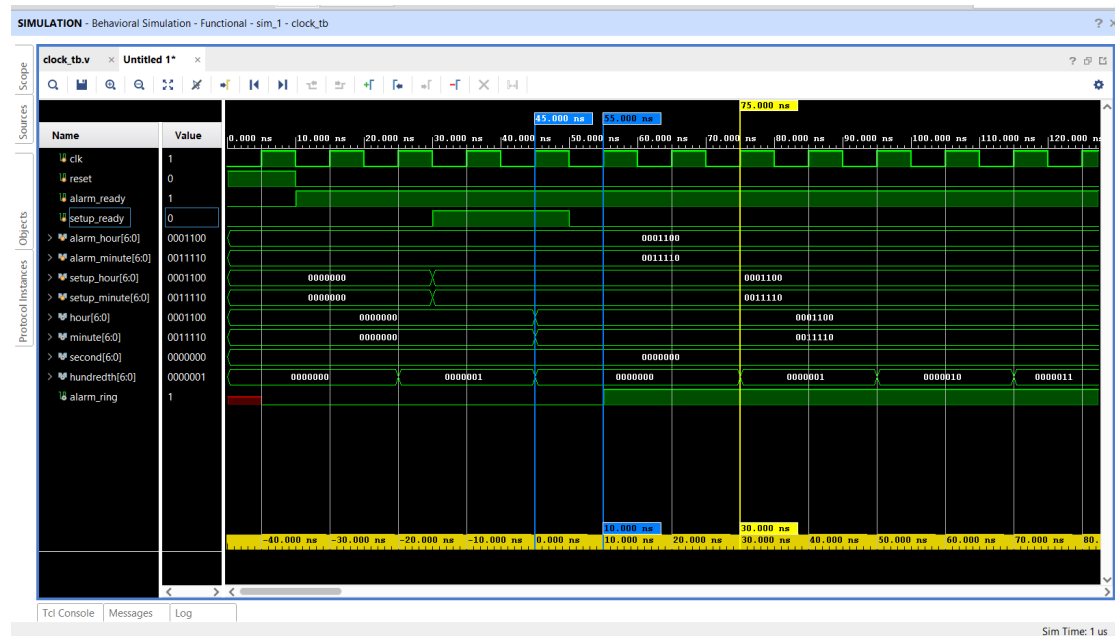 SIMULATION - Behavioral Simulation - Functional - sim_1 - clock_tb ? ×
Scope
Sources
Objects
Protocol Instances
clock_tb.v × Untitled 1* × ?
75.000 ns
45.000 ns 55.000 ns
Name Value 0.000 ns 10.000 ns 20.000 ns 30.000 ns 40.000 ns 50.000 ns 60.000 ns 70.000 ns 80.000 ns 90.000 ns 100.000 ns 110.000 ns 120.000 ns
clk 1
reset 0
alarm_ready 1
setup_ready 0
alarm_hour[6:0] 0001100 0001100
alarm_minute[6:0] 0011110 0011110
setup_hour[6:0] 0001100 0000000 0001100
setup_minute[6:0] 0011110 0000000 0011110
hour[6:0] 0001100 0000000 0001100
minute[6:0] 0011110 0000000 0011110
second[6:0] 0000000 0000000
hundredth[6:0] 0000001 0000000 0000001 0000000 0000001 0000010 0000011
alarm_ring 1
10.000 ns 30.000 ns
-40.000 ns -30.000 ns -20.000 ns -10.000 ns 0.000 ns 10.000 ns 20.000 ns 30.000 ns 40.000 ns 50.000 ns 60.000 ns 70.000 ns 80.
Tcl Console Messages Log
Sim Time: 1 us